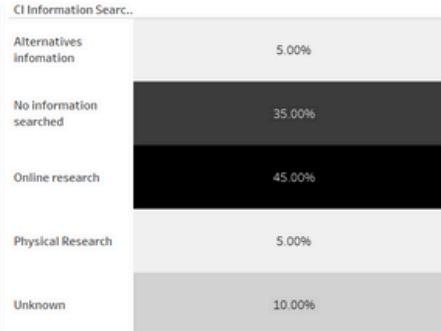 CI Information Searc..
Alternatives
infomation
5.00%
No information
searched
35.00%
Online research
45.00%
Physical Research
5.00%
Unknown
10.00%